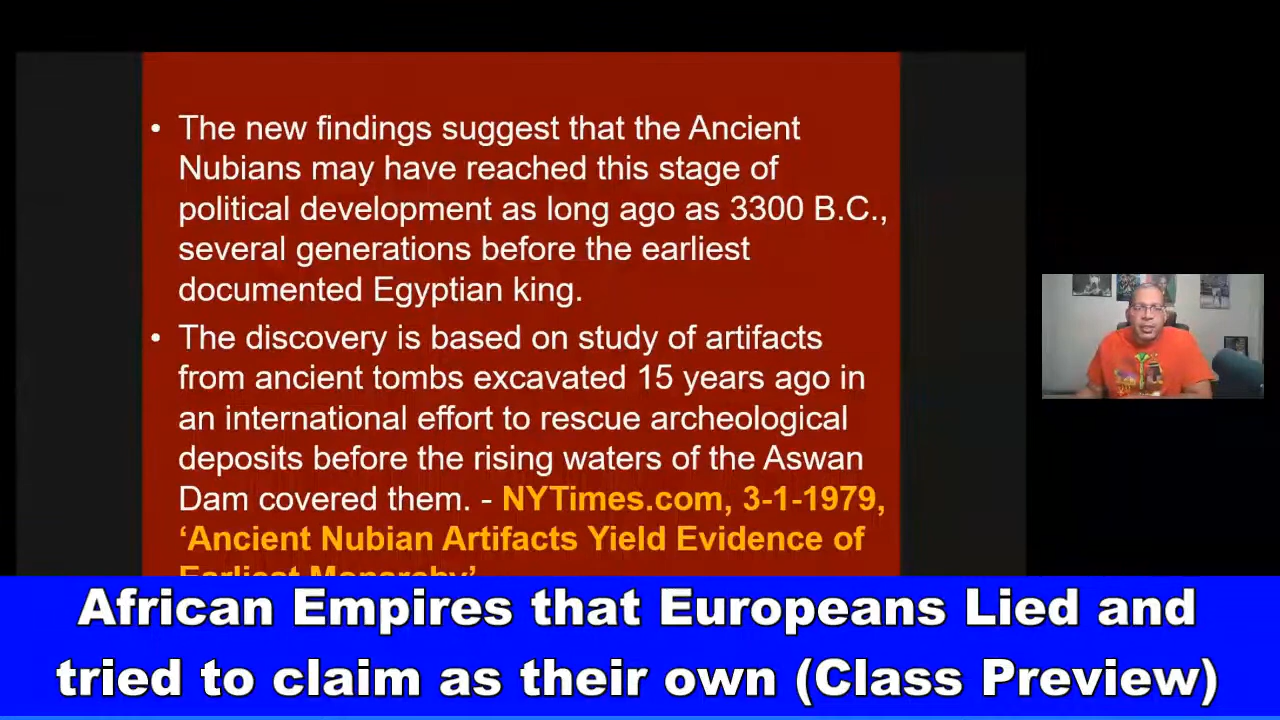 • The new findings suggest that the Ancient
Nubians may have reached this stage of
political development as long ago as 3300 B.C.,
several generations before the earliest
documented Egyptian king.
• The discovery is based on study of artifacts
from ancient tombs excavated 15 years ago in
an international effort to rescue archeological
deposits before the rising waters of the Aswan
Dam covered them. - NYTimes.com, 3-1-1979,
‘Ancient Nubian Artifacts Yield Evidence of
Earliest Monarchy’
African Empires that Europeans Lied and
tried to claim as their own (Class Preview)